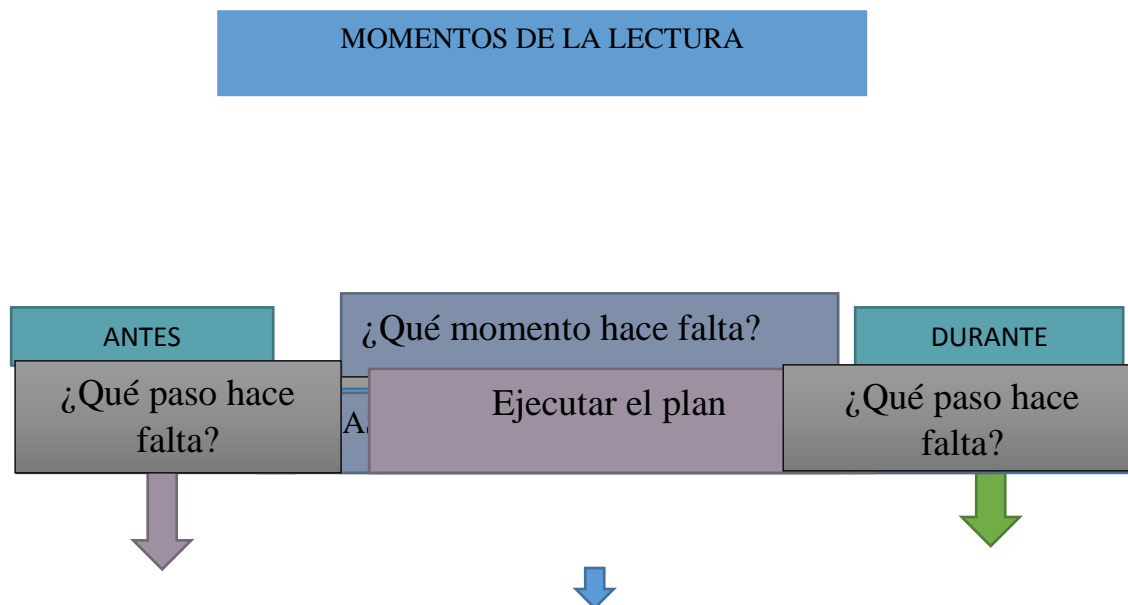 MOMENTOS DE LA LECTURA
ANTES
¿Qué momento hace falta?
DURANTE
¿Qué paso hace
falta?
Ejecutar el plan
¿Qué paso hace
falta?